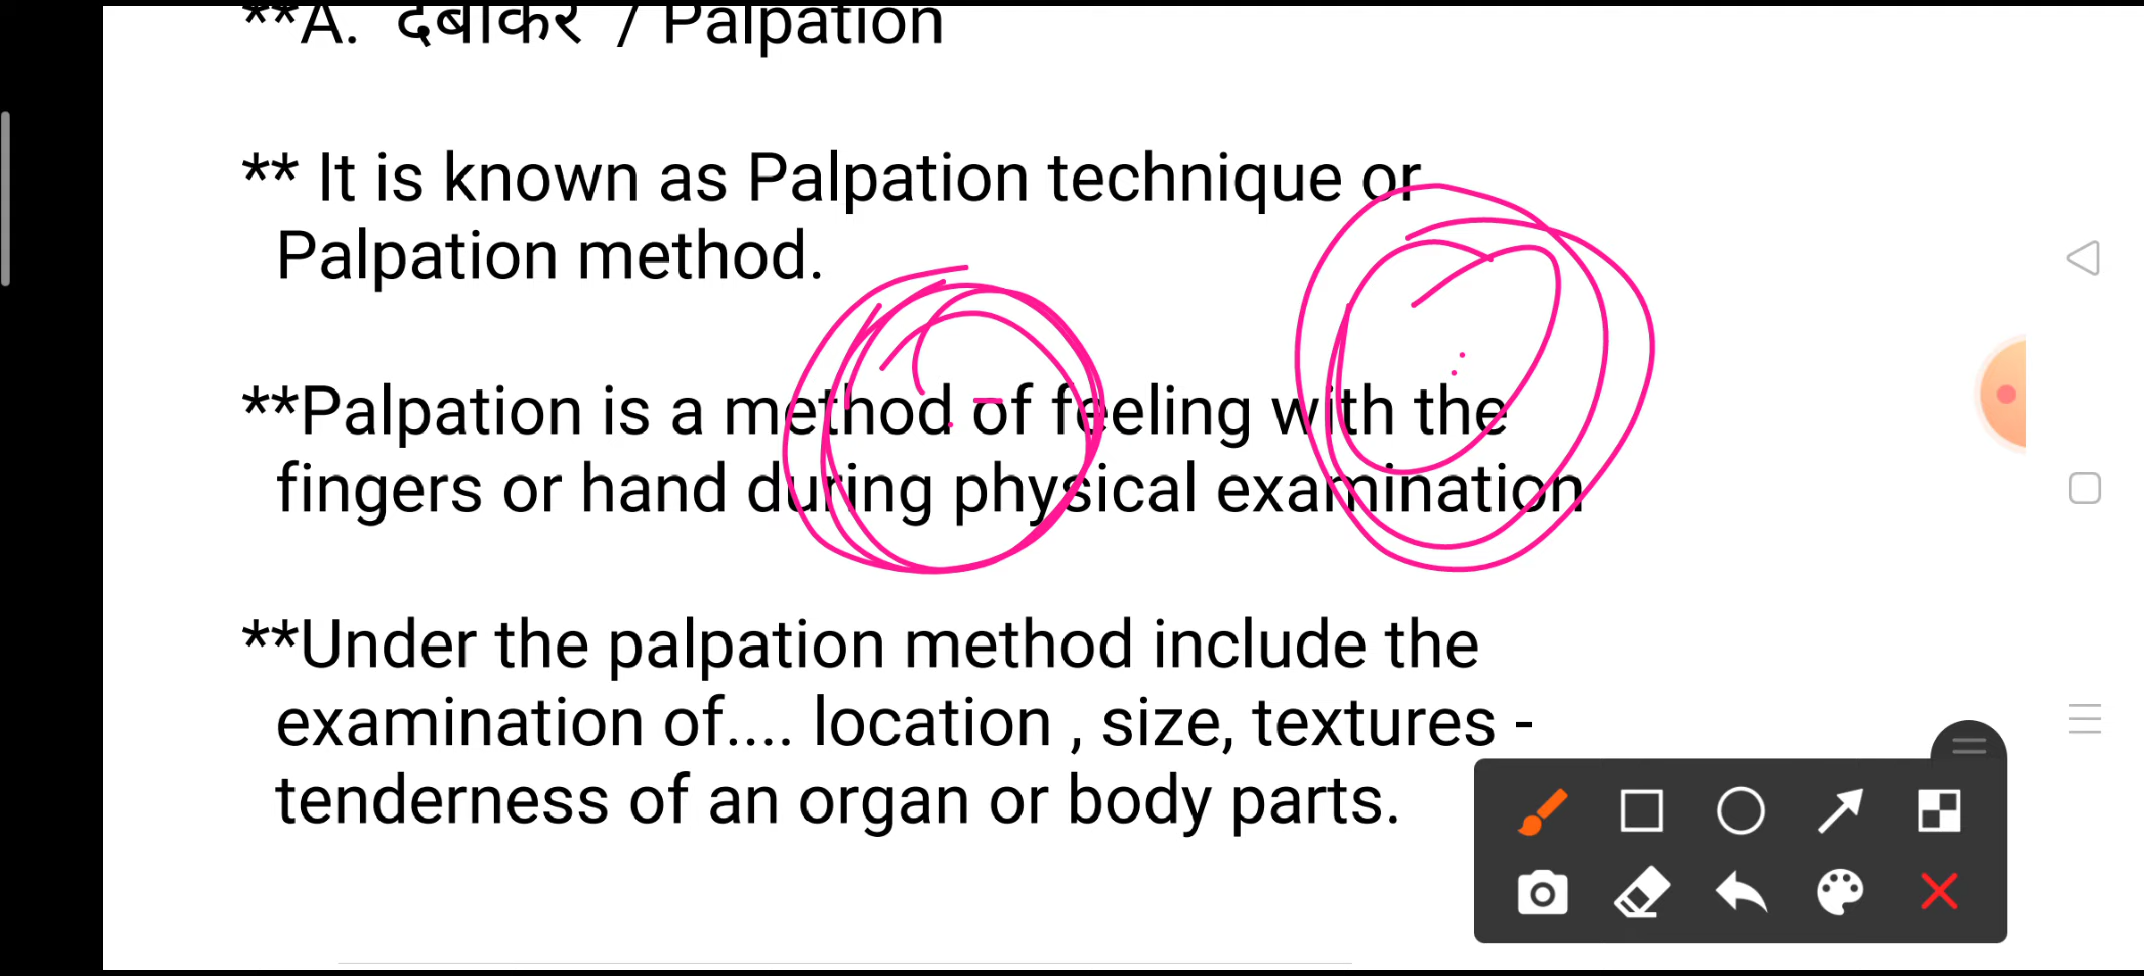 **A. दबाकर / Palpation
** It is known as Palpation technique or
Palpation method.
**Palpation is a method of feeling with the
fingers or hand during physical examination
**Under the palpation method include the
examination of.... location , size, textures -
tenderness of an organ or body parts.